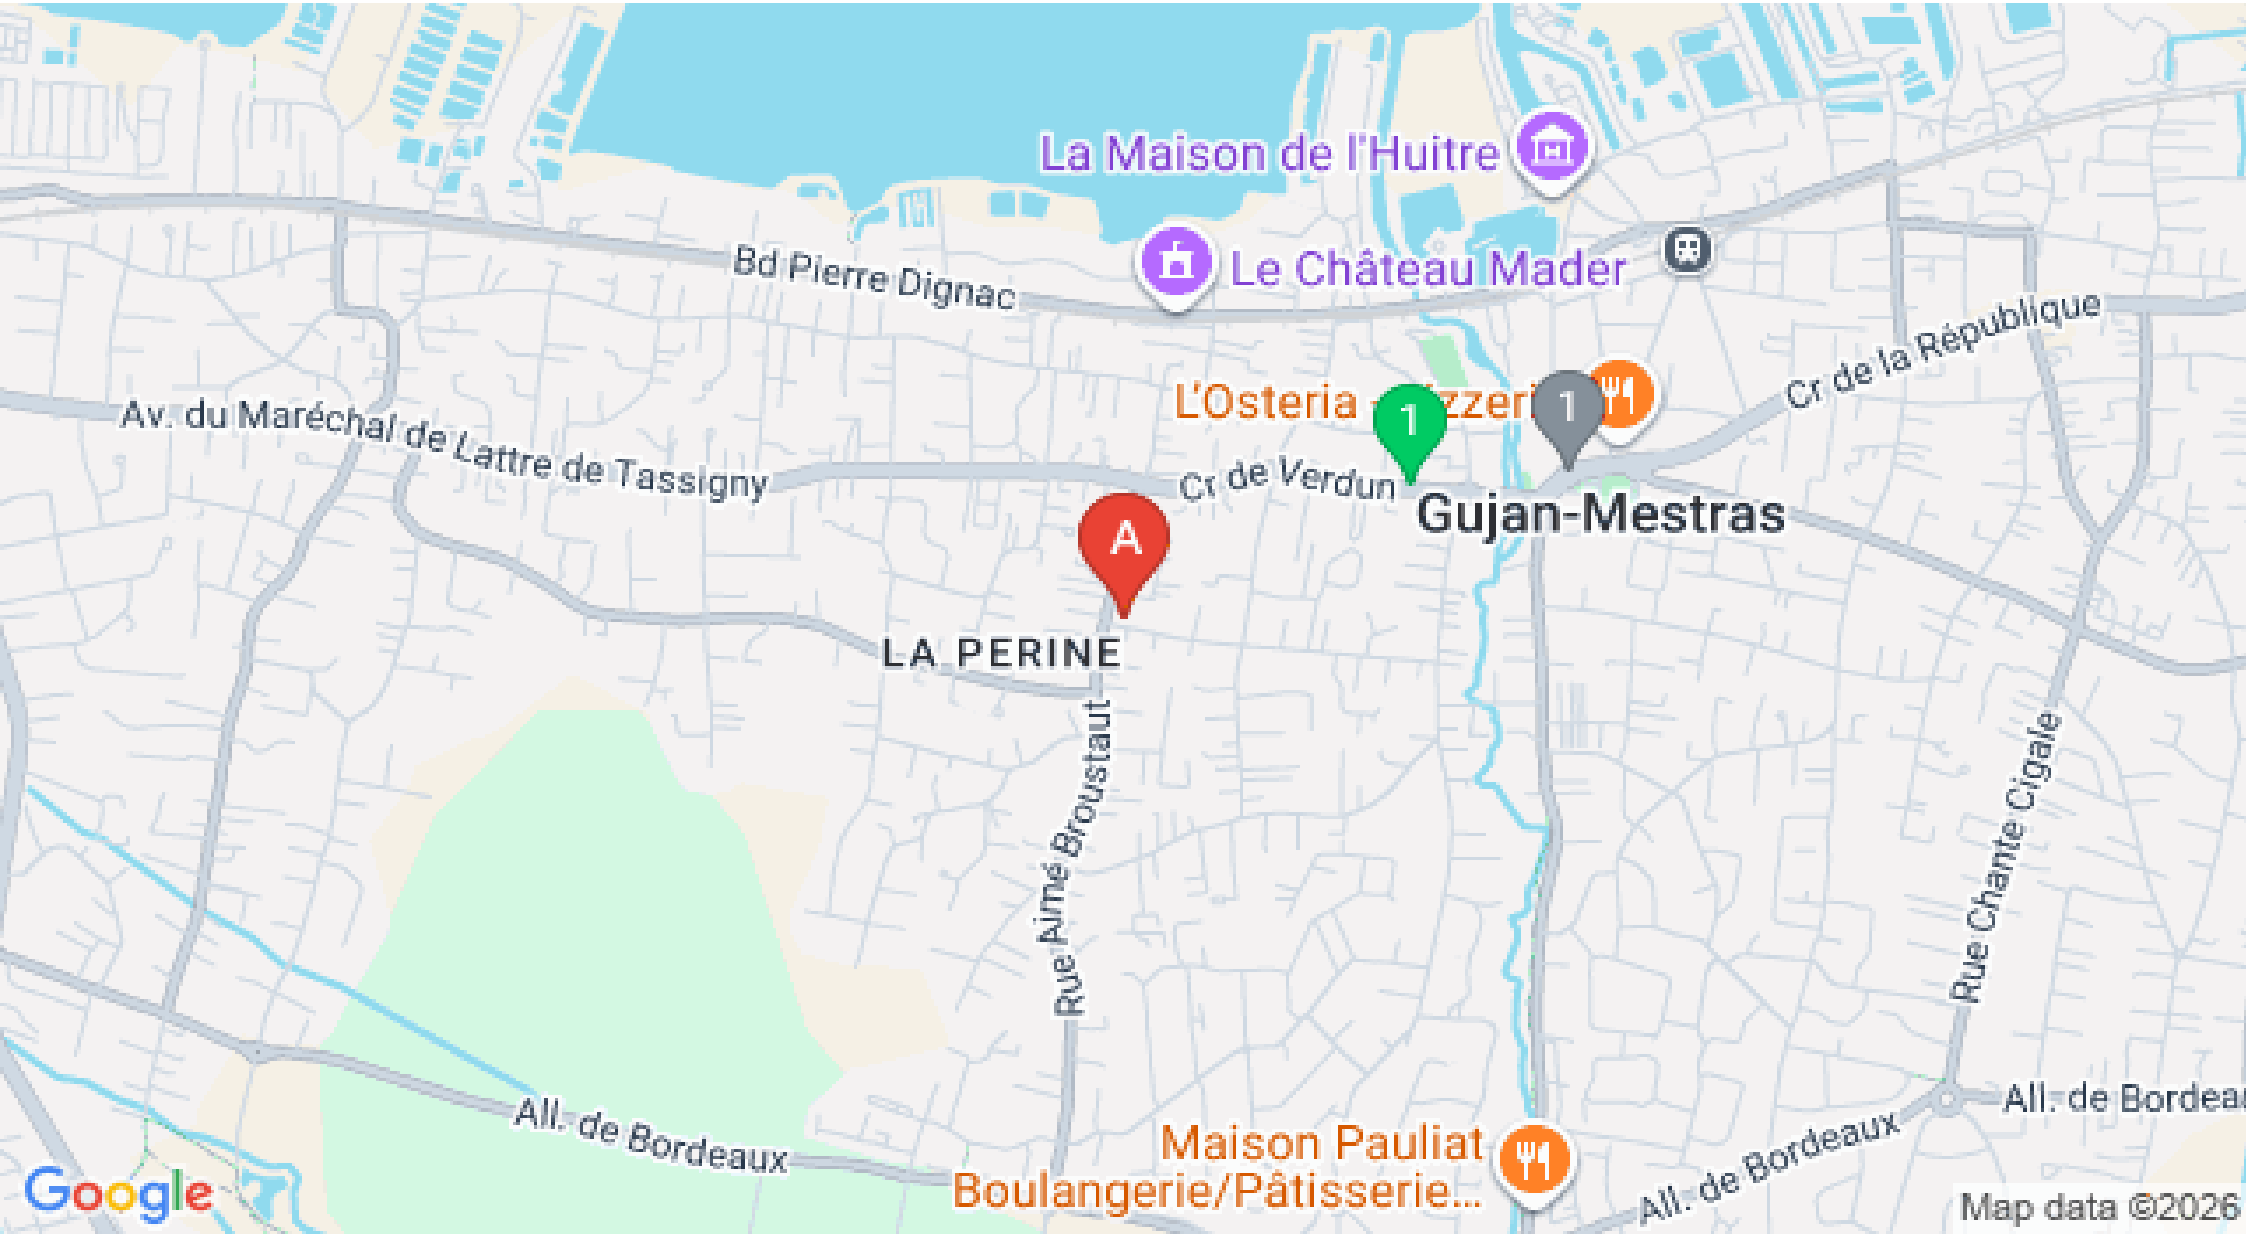 La Maison de l'Huitre
Bd Pierre Dignac
Le Château Mader
Cr de la République
L'Osteria
1
1
Av. du Maréchal de Lattre de Tassigny
Cr de Verdun
Gujan-Mestras
A
LA PERINE
Rue Aimé Broustaut
Rue Chante Cigale
All. de Bordeaux
All. de Bordeaux
All. de Bordea
Maison Pauliat
Boulangerie/Pâtisserie...
Google
Map data ©2026